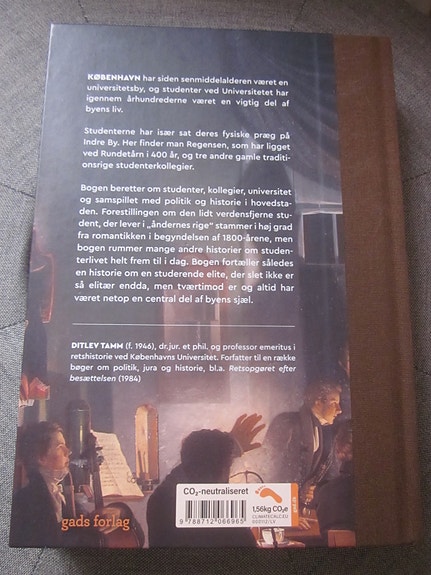 KØBENHAVN har siden senmiddelalderen været en
universitetsby, og studenter ved Universitetet har
igennem århundrederne været en vigtig del af
byens liv.
Studenterne har især sat deres fysiske præg på
Indre By. Her finder man Regensen, som har ligget
ved Rundetårn i 400 år, og tre andre gamle traditi-
onsrige studenterkollegier.
Bogen beretter om studenter, kollegier, universitet
og samspillet med politik og historie i hovedsta-
den. Forestillingen om den lidt verdensfjerne stu-
dent, der lever i „åndernes rige" stammer i høj grad
fra romantikken i begyndelsen af 1800-årene, men
bogen rummer mange andre historier om studen-
terlivet helt frem til i dag. Bogen fortæller således
en historie om en studerende elite, der slet ikke er
så elitær endda, men tværtimod er og altid har
været netop en central del af byens sjæl.
DITLEV TAMM (f. 1946), dr.jur. et phil. og professor emeritus i
retshistorie ved Københavns Universitet. Forfatter til en række
bøger om politik, jura og historie, bl.a. Retsopgøret efter
besættelsen (1984)
CO₂-neutraliseret
9 788712 066965
1,56kg CO₂e
CLIMATECALC.EU
gads forlag